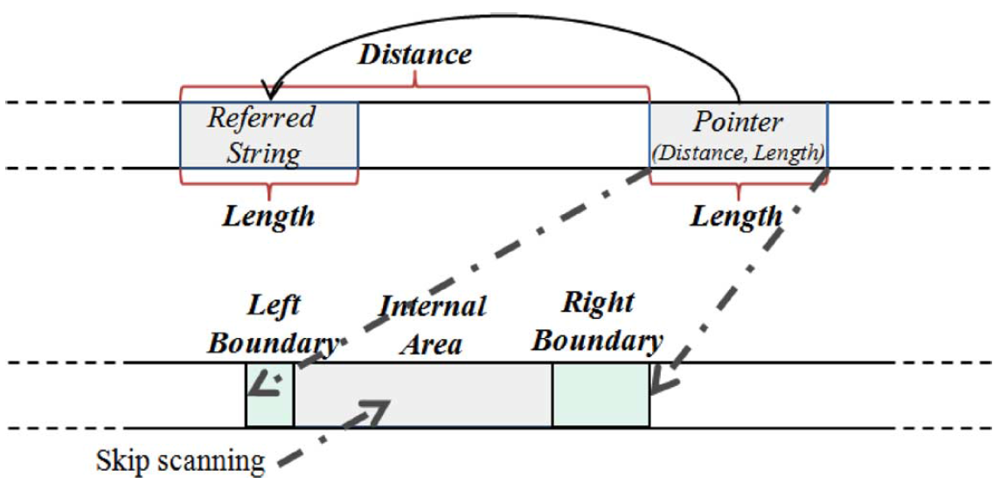 Distance
Referred
String
Pointer
(Distance, Length)
Length
Length
Left
Boundary
Internal
Area
Right
Boundary
Skip scanning